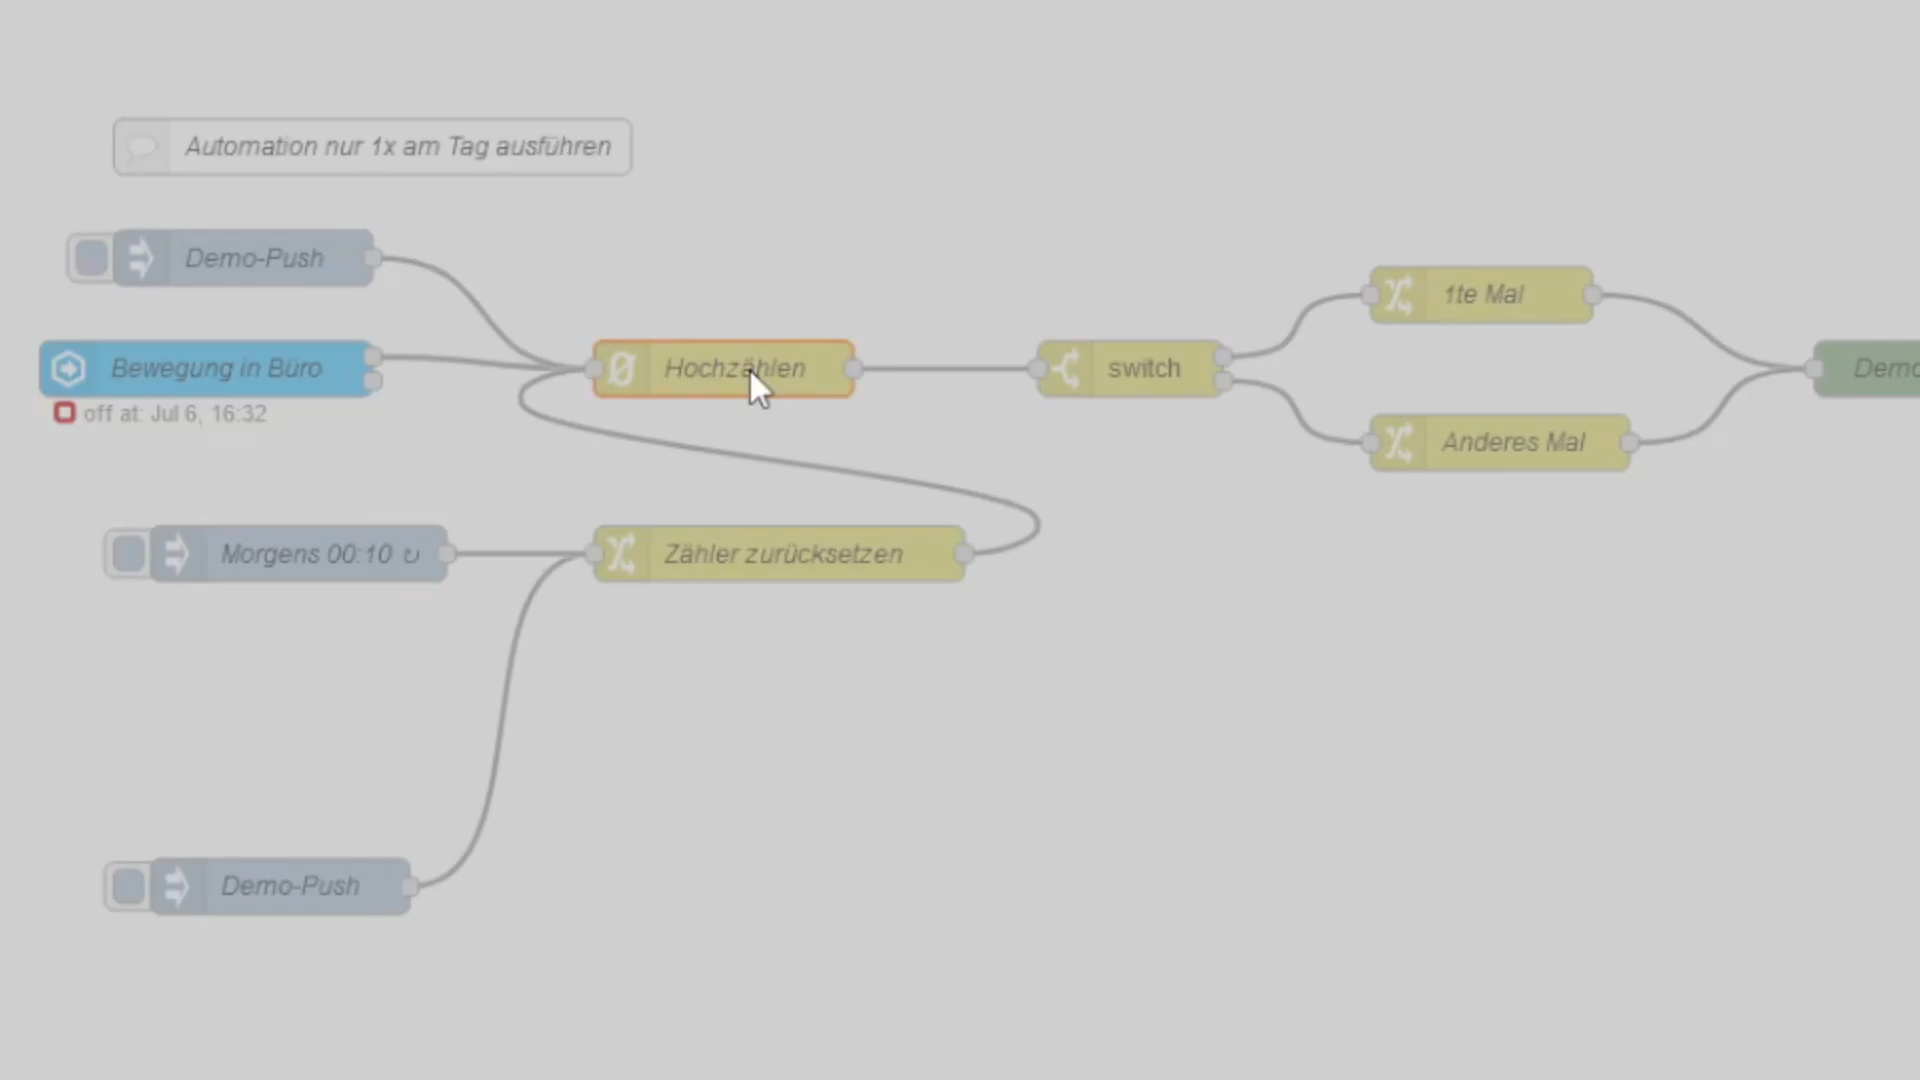 Automation nur 1x am Tag ausführen
Demo-Push
Bewegung in Büro
off at: Jul 6, 16:32
Hochzählen
switch
1te Mal
Anderes Mal
Demo
Morgens 00:10 ↻
Zähler zurücksetzen
Demo-Push